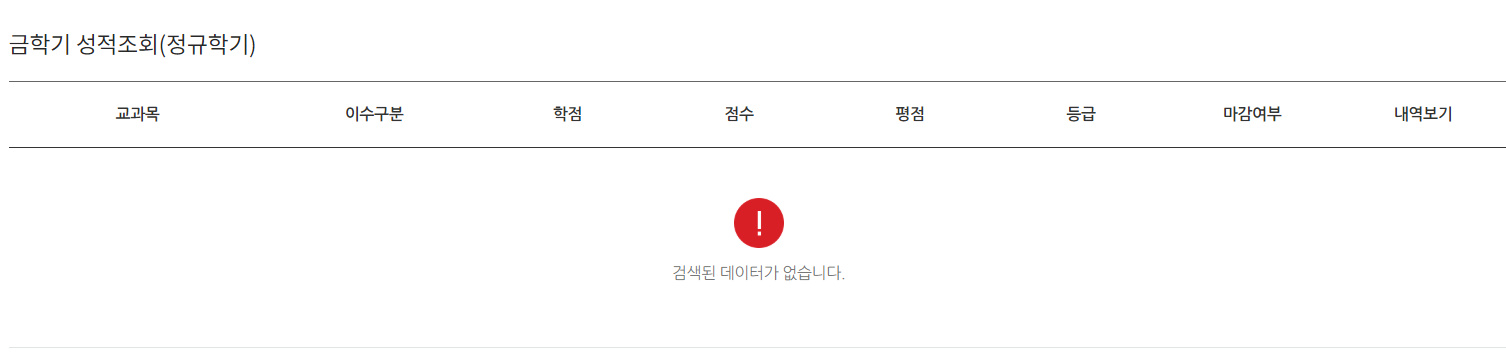 금학기 성적조회(정규학기)
교과목 이수구분 학점 점수 평점 등급 마감여부 내역보기
!
검색된 데이터가 없습니다.